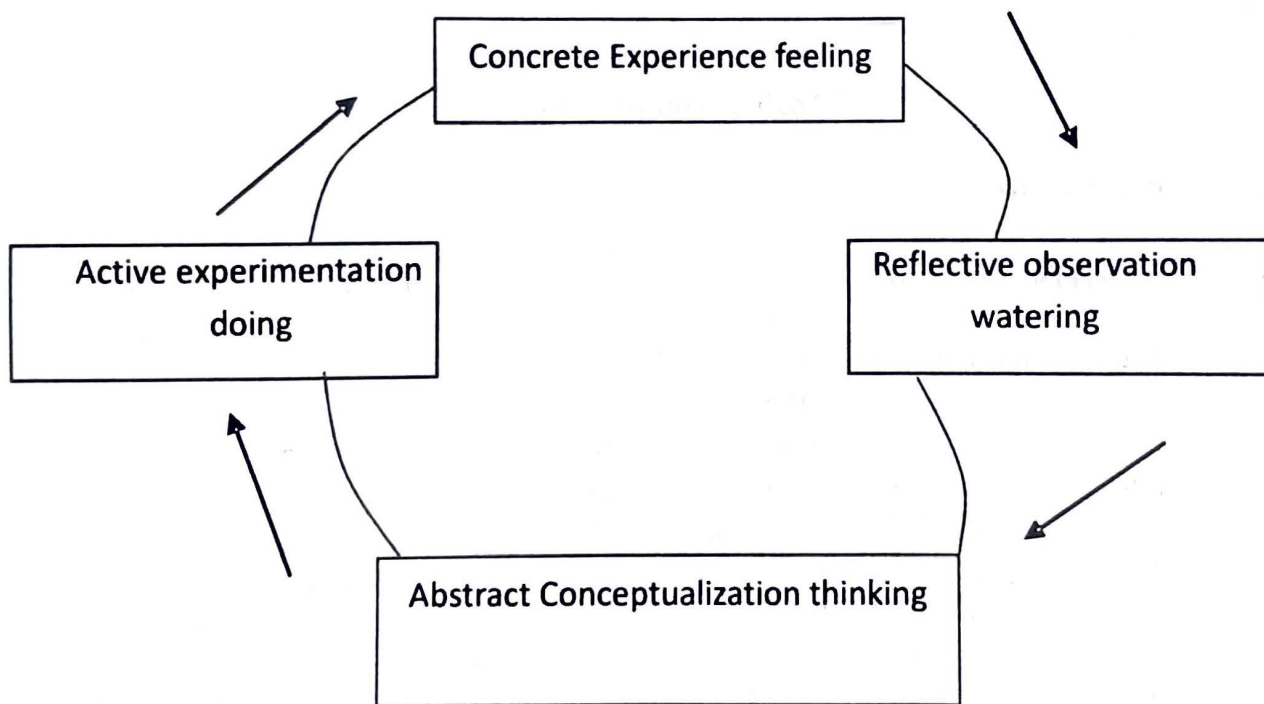 Concrete Experience feeling
Active experimentation
doing
Reflective observation
watering
Abstract Conceptualization thinking